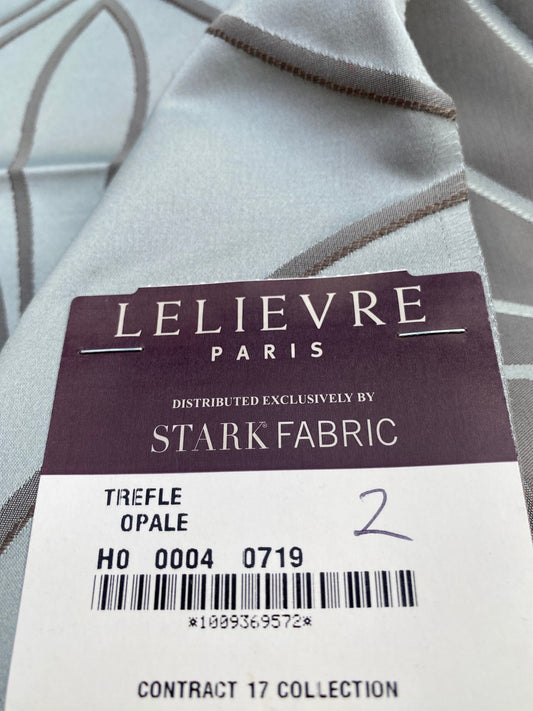 LELIEVRE
PARIS
DISTRIBUTED EXCLUSIVELY BY
STARK® FABRIC
TREFLE
OPALE
2
H0 0004 0719
*1009369572*
CONTRACT 17 COLLECTION